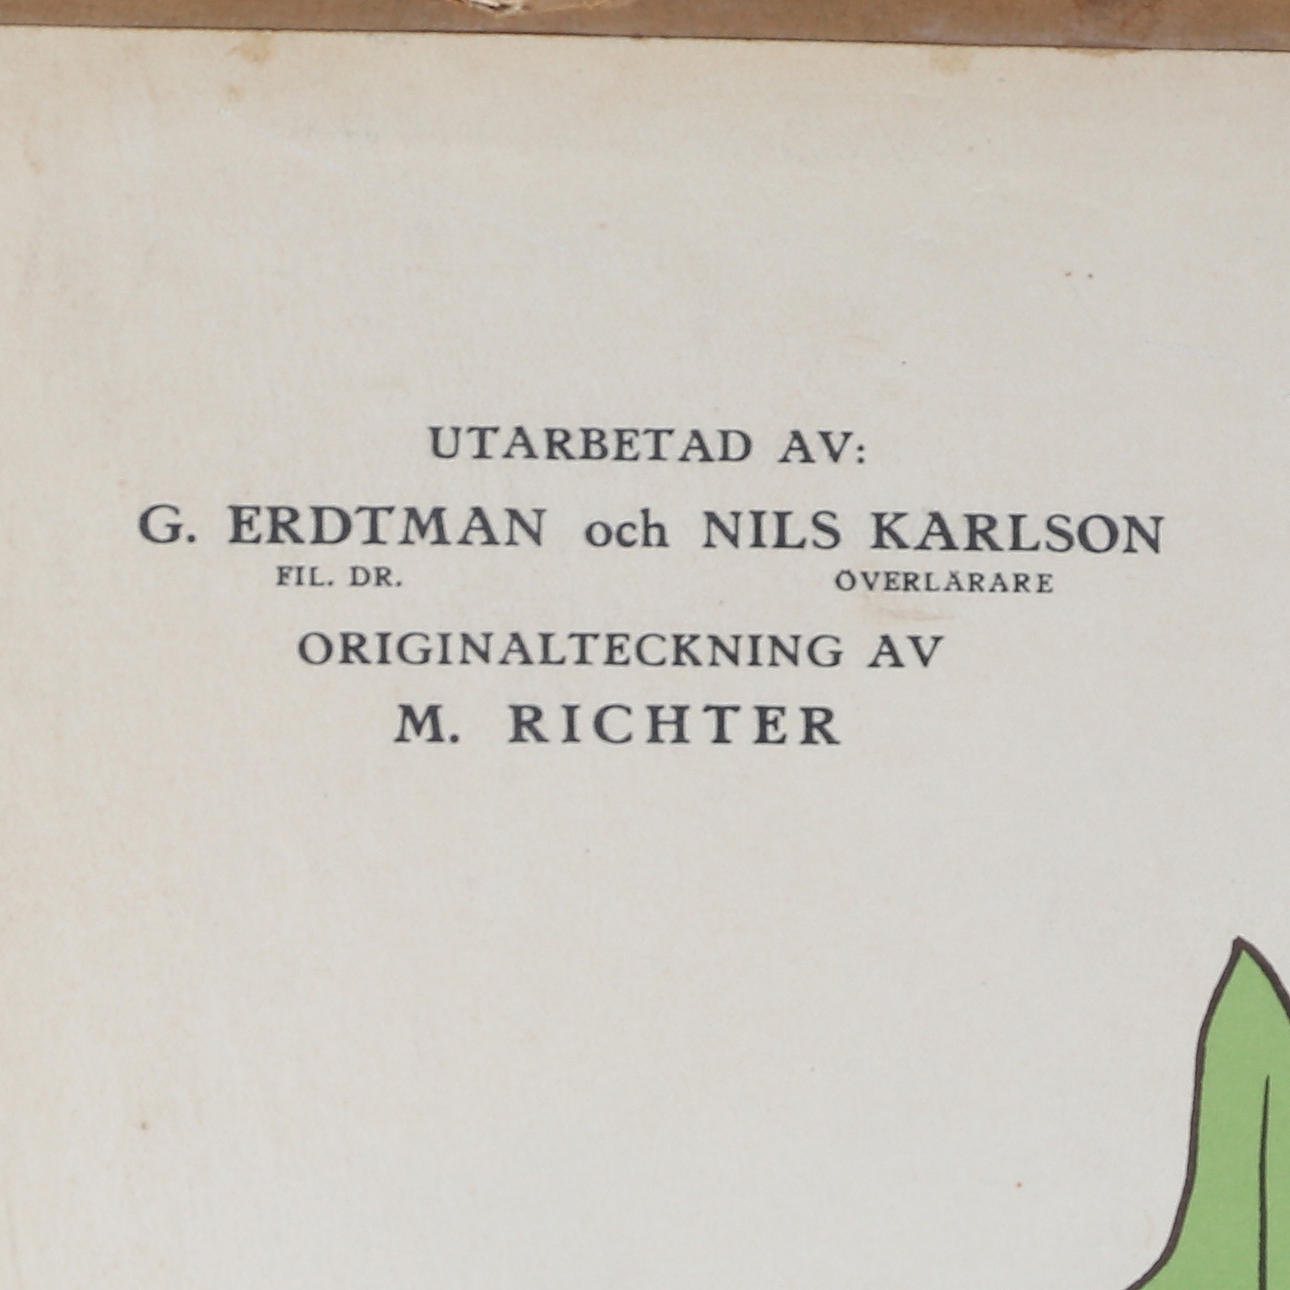 UTARBETAD AV:
G. ERDTMAN och NILS KARLSON
FIL. DR. ÖVERLÄRARE
ORIGINALTECKNING AV
M. RICHTER